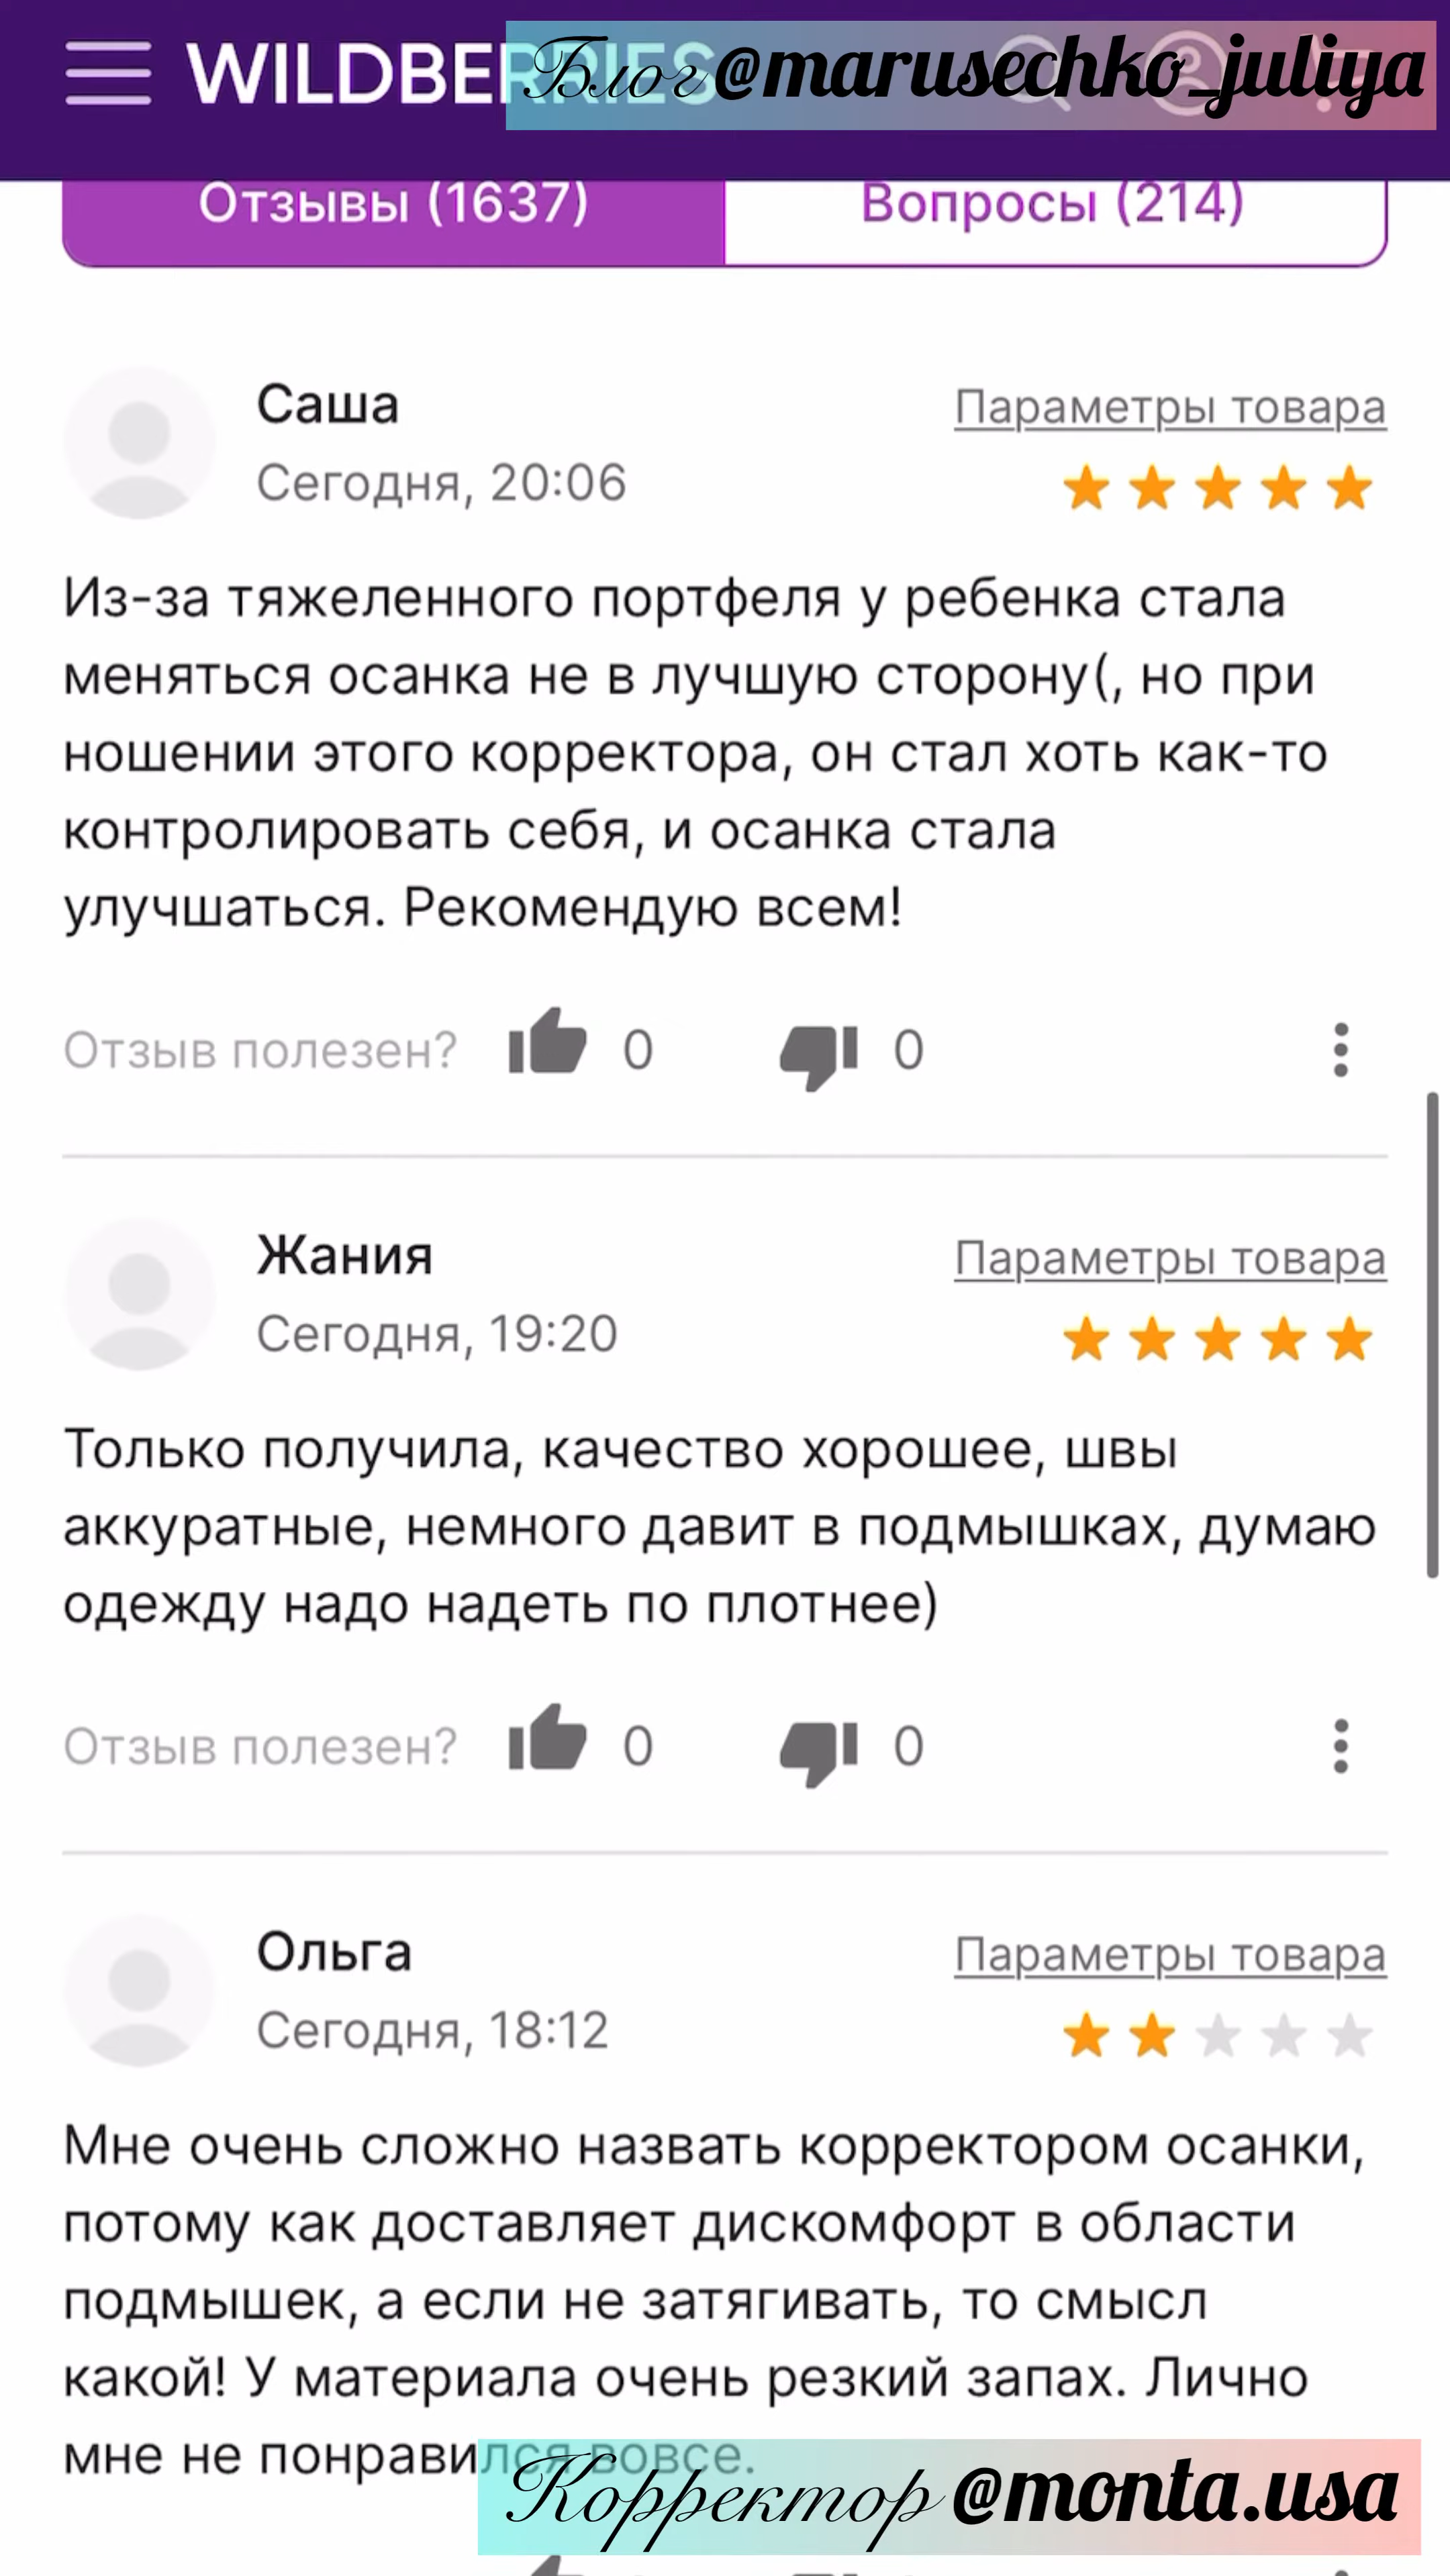 WILDBERRIES
Блог @marusechko_juliya
Отзывы (1637)
Вопросы (214)
Саша
Параметры товара
Сегодня, 20:06
Из-за тяжеленного портфеля у ребенка стала
меняться осанка не в лучшую сторону(, но при
ношении этого корректора, он стал хоть как-то
контролировать себя, и осанка стала
улучшаться. Рекомендую всем!
Отзыв полезен? 0 0
Жания
Параметры товара
Сегодня, 19:20
Только получила, качество хорошее, швы
аккуратные, немного давит в подмышках, думаю
одежду надо надеть по плотнее)
Отзыв полезен? 0 0
Ольга
Параметры товара
Сегодня, 18:12
Мне очень сложно назвать корректором осанки,
потому как доставляет дискомфорт в области
подмышек, а если не затягивать, то смысл
какой! У материала очень резкий запах. Лично
мне не понравился вовсе.
Корректор @monta.usa